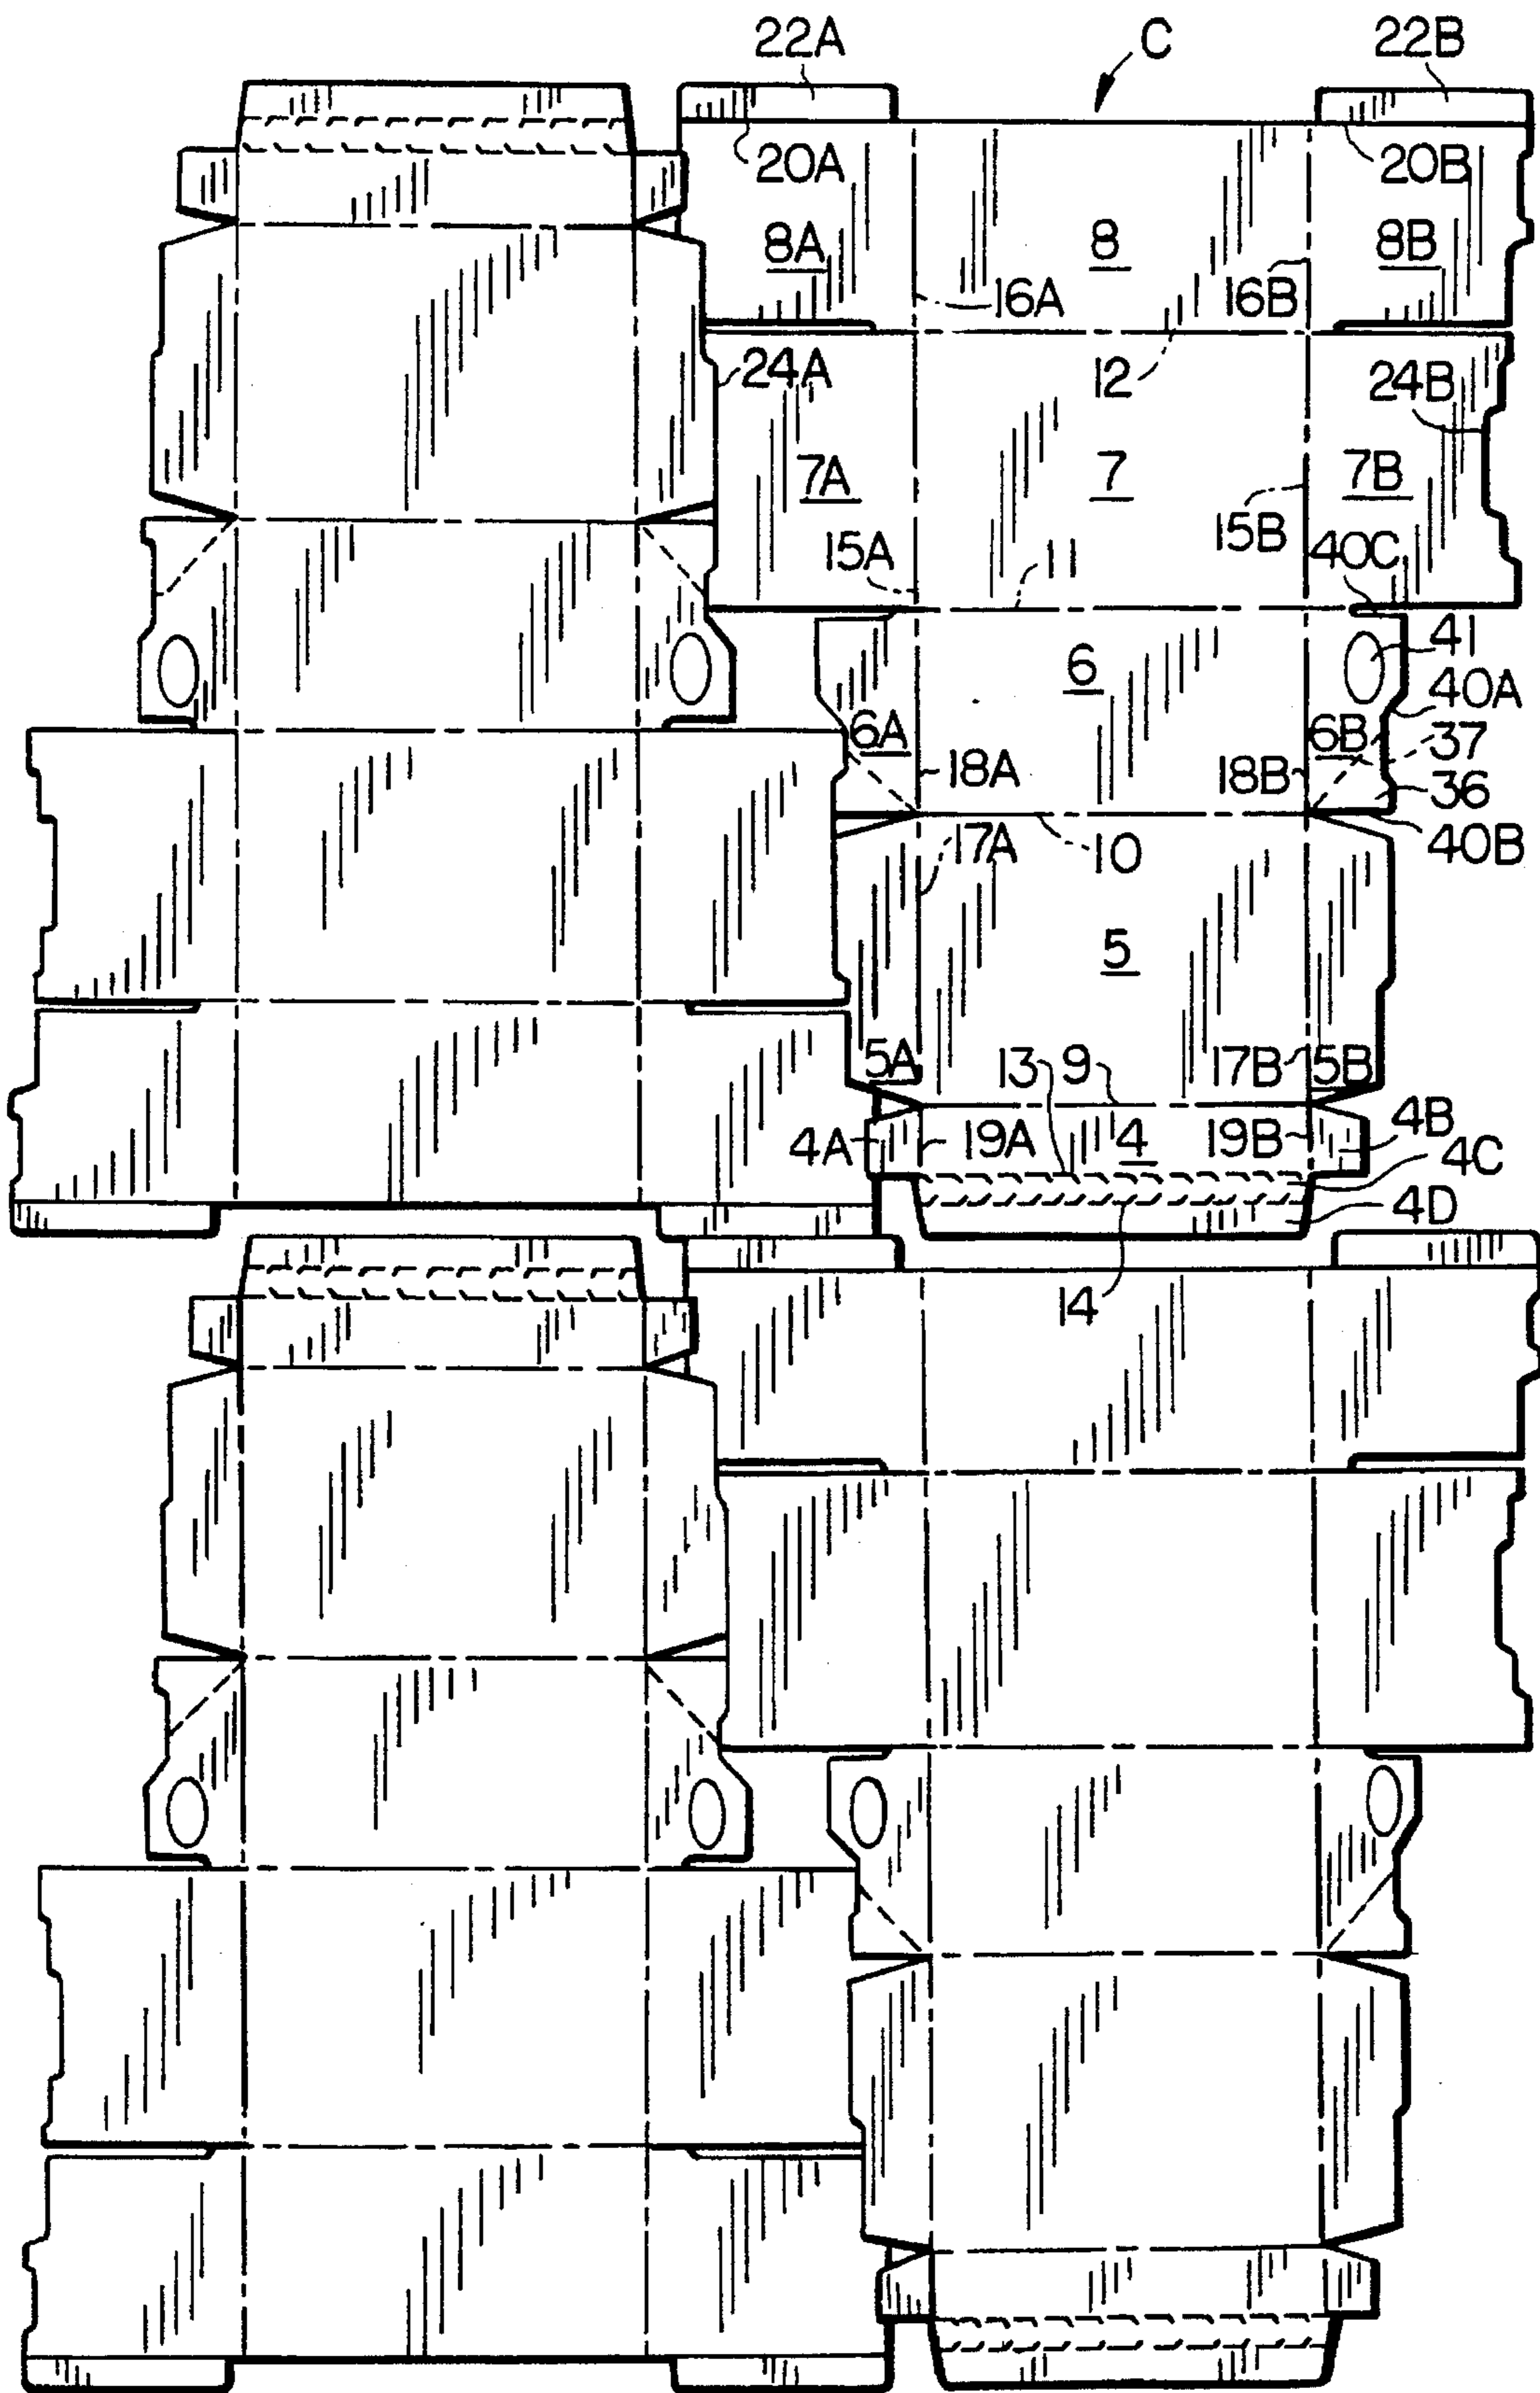 22A C 22B
20A 20B
8A 8 8B
16A 16B
24A 12 24B
7A 7 7B
15A 11 15B 40C
6 41
40A
6A 6B 37
18A 18B 36
17A 10 40B
5
5A 13 9 17B 5B
4A 19A 4 19B 4B
4C
4D
14